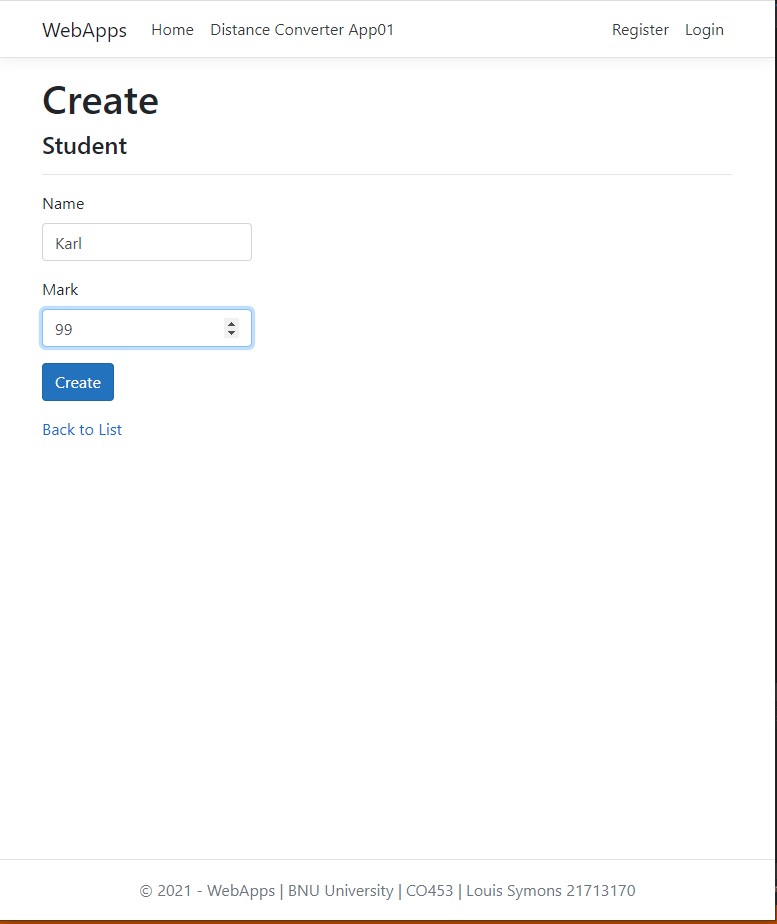 WebApps Home Distance Converter App01 Register Login
Create
Student
Name
Karl
Mark
99
Create
Back to List
© 2021 - WebApps | BNU University | CO453 | Louis Symons 21713170